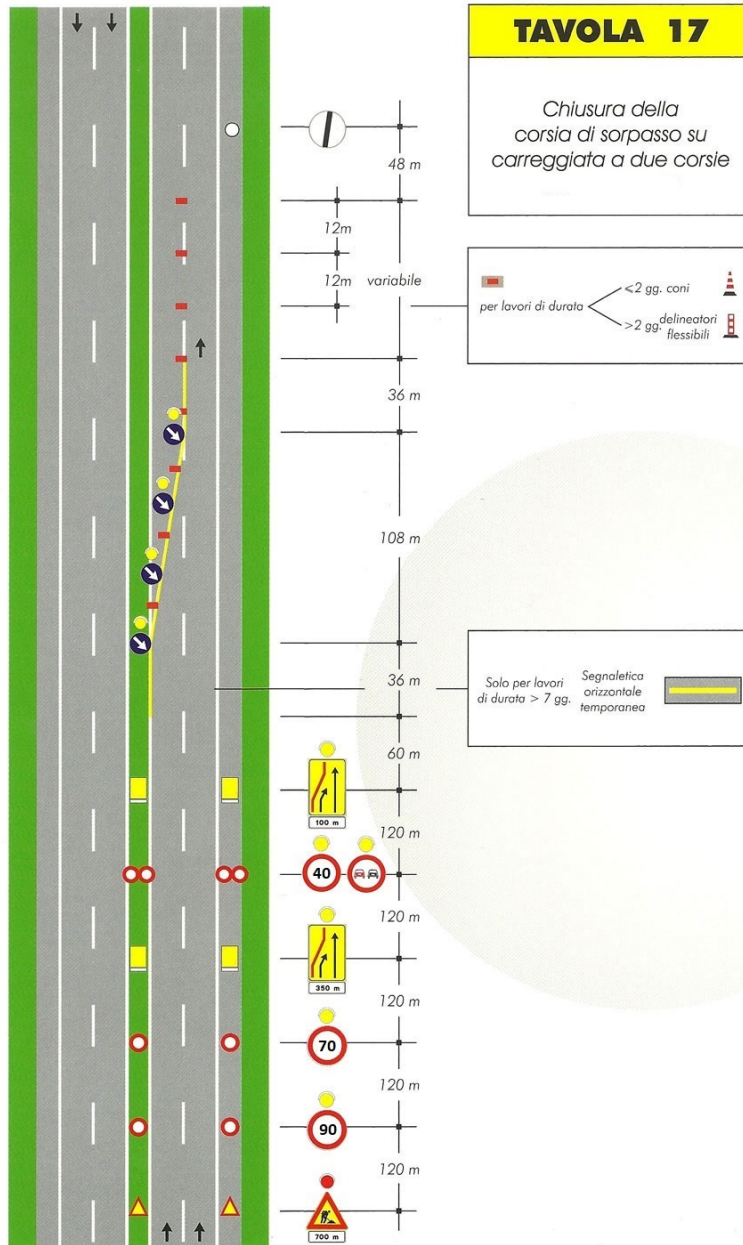 TAVOLA 17
Chiusura della
corsia di sorpasso su
carreggiata a due corsie
48 m
12m
12m
variabile
per lavori di durata
≤2 gg. coni
>2 gg. delineatori
flessibili
36 m
108 m
36 m
Solo per lavori
di durata > 7 gg.
Segnaletica
orizzontale
temporanea
60 m
100 m
120 m
40
120 m
350 m
120 m
70
120 m
90
120 m
700 m